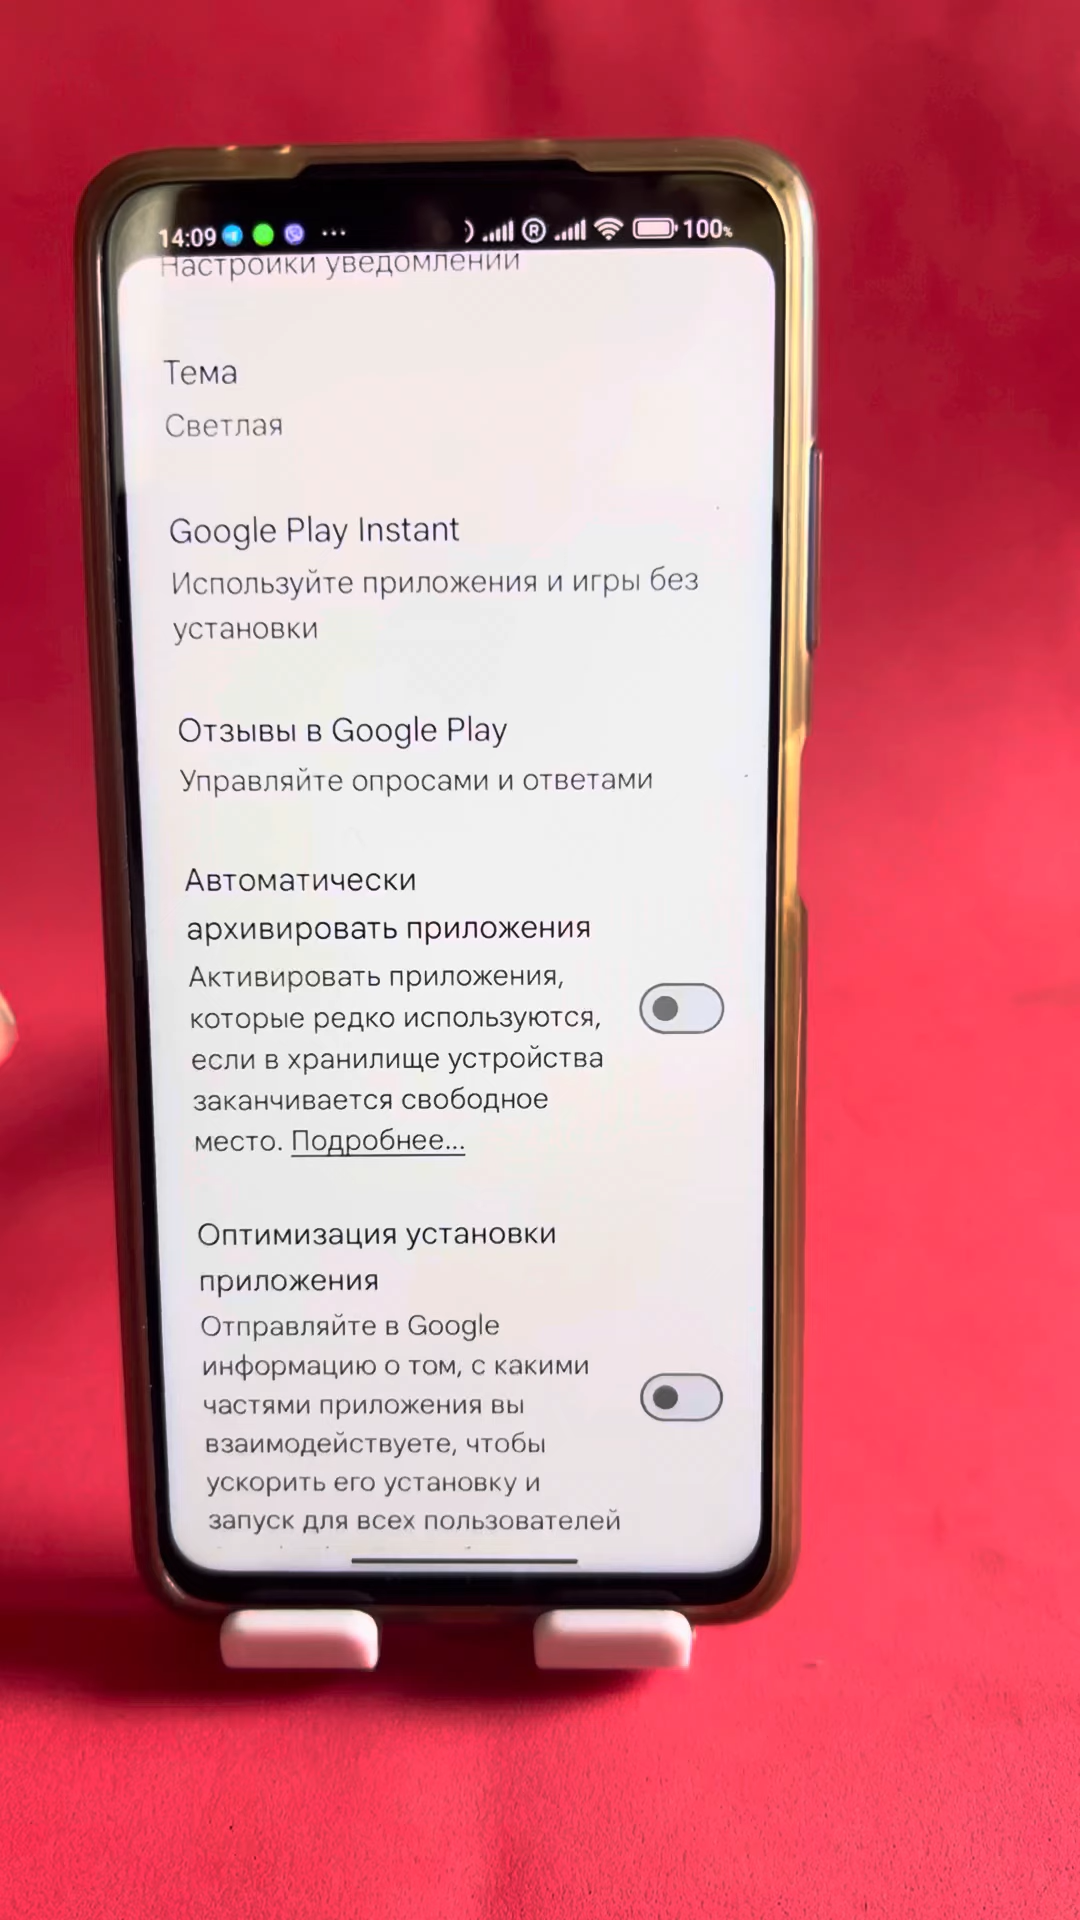 14:09 ... R 100%
Настройки уведомлений
Тема
Светлая
Google Play Instant
Используйте приложения и игры без
установки
Отзывы в Google Play
Управляйте опросами и ответами
Автоматически
архивировать приложения
Активировать приложения,
которые редко используются,
если в хранилище устройства
заканчивается свободное
место. Подробнее...
Оптимизация установки
приложения
Отправляйте в Google
информацию о том, с какими
частями приложения вы
взаимодействуете, чтобы
ускорить его установку и
запуск для всех пользователей